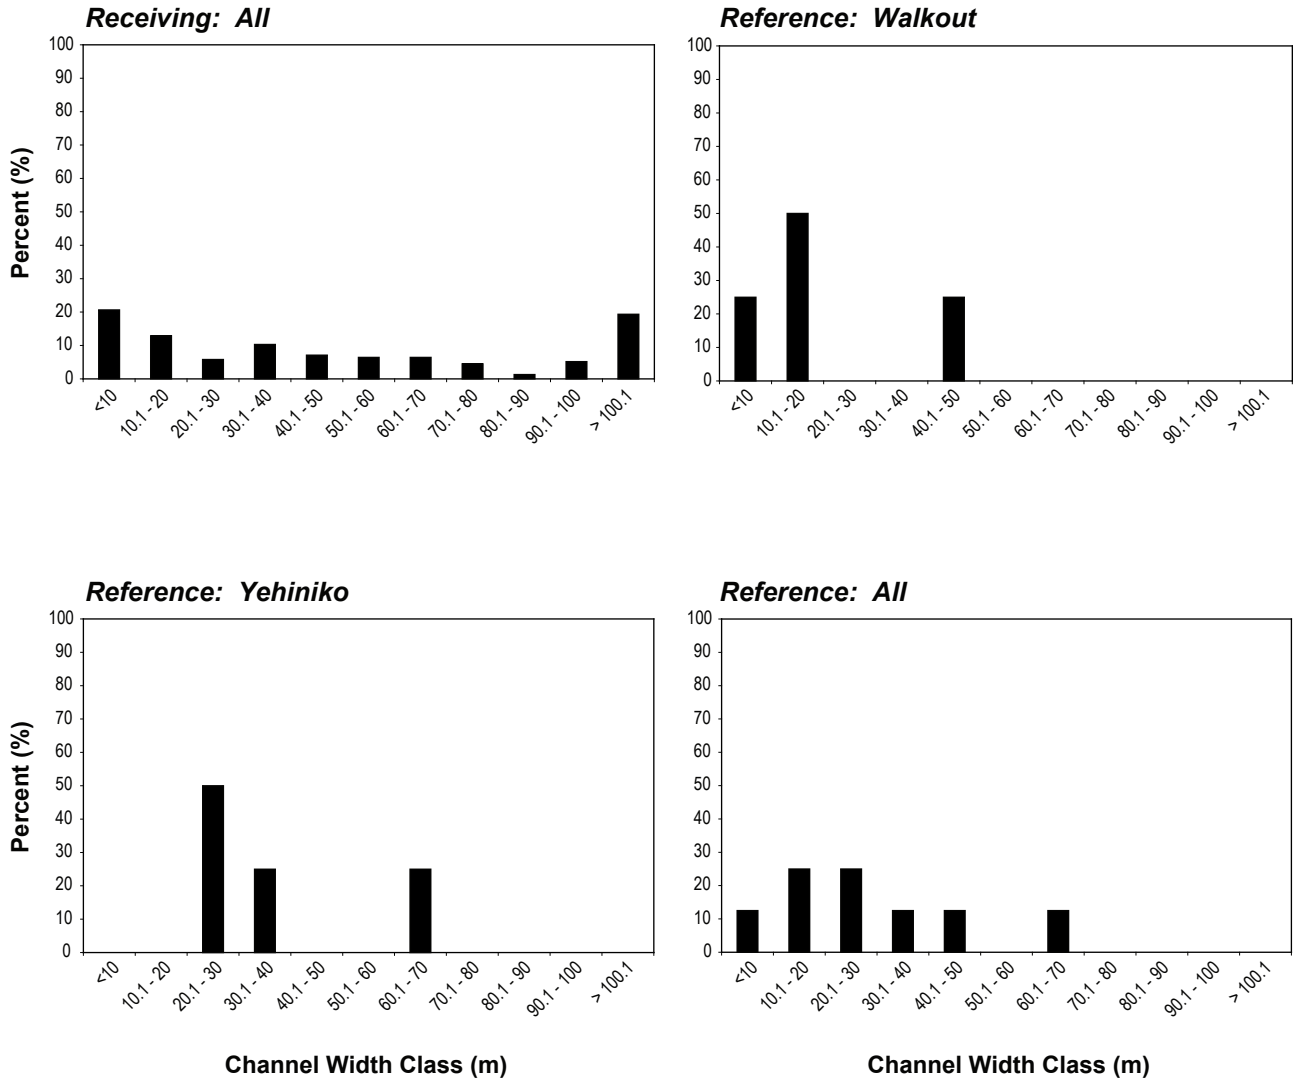 Receiving: All
100
90
80
70
60
50
40
30
20
10
0
Percent (%)
<10
10.1 - 20
20.1 - 30
30.1 - 40
40.1 - 50
50.1 - 60
60.1 - 70
70.1 - 80
80.1 - 90
90.1 - 100
> 100.1
Reference: Walkout
100
90
80
70
60
50
40
30
20
10
0
<10
10.1 - 20
20.1 - 30
30.1 - 40
40.1 - 50
50.1 - 60
60.1 - 70
70.1 - 80
80.1 - 90
90.1 - 100
> 100.1
Reference: Yehiniko
100
90
80
70
60
50
40
30
20
10
0
Percent (%)
<10
10.1 - 20
20.1 - 30
30.1 - 40
40.1 - 50
50.1 - 60
60.1 - 70
70.1 - 80
80.1 - 90
90.1 - 100
> 100.1
Channel Width Class (m)
Reference: All
100
90
80
70
60
50
40
30
20
10
0
<10
10.1 - 20
20.1 - 30
30.1 - 40
40.1 - 50
50.1 - 60
60.1 - 70
70.1 - 80
80.1 - 90
90.1 - 100
> 100.1
Channel Width Class (m)